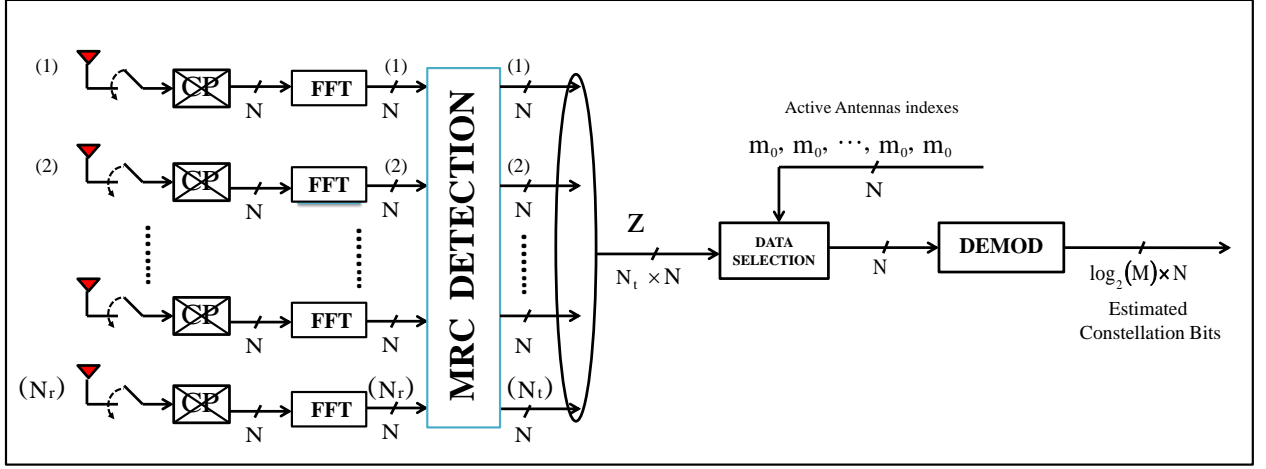 (1) CP N FFT (1) N (1) N
(2) CP N FFT (2) N (2) N
CP N FFT N N
(Nr) CP N FFT (Nr) N (Nt) N
MRC DETECTION
Z
Nt × N
Active Antennas indexes
m0, m0, ⋯, m0, m0
N
DATA
SELECTION
N
DEMOD
log2(M)×N
Estimated
Constellation Bits